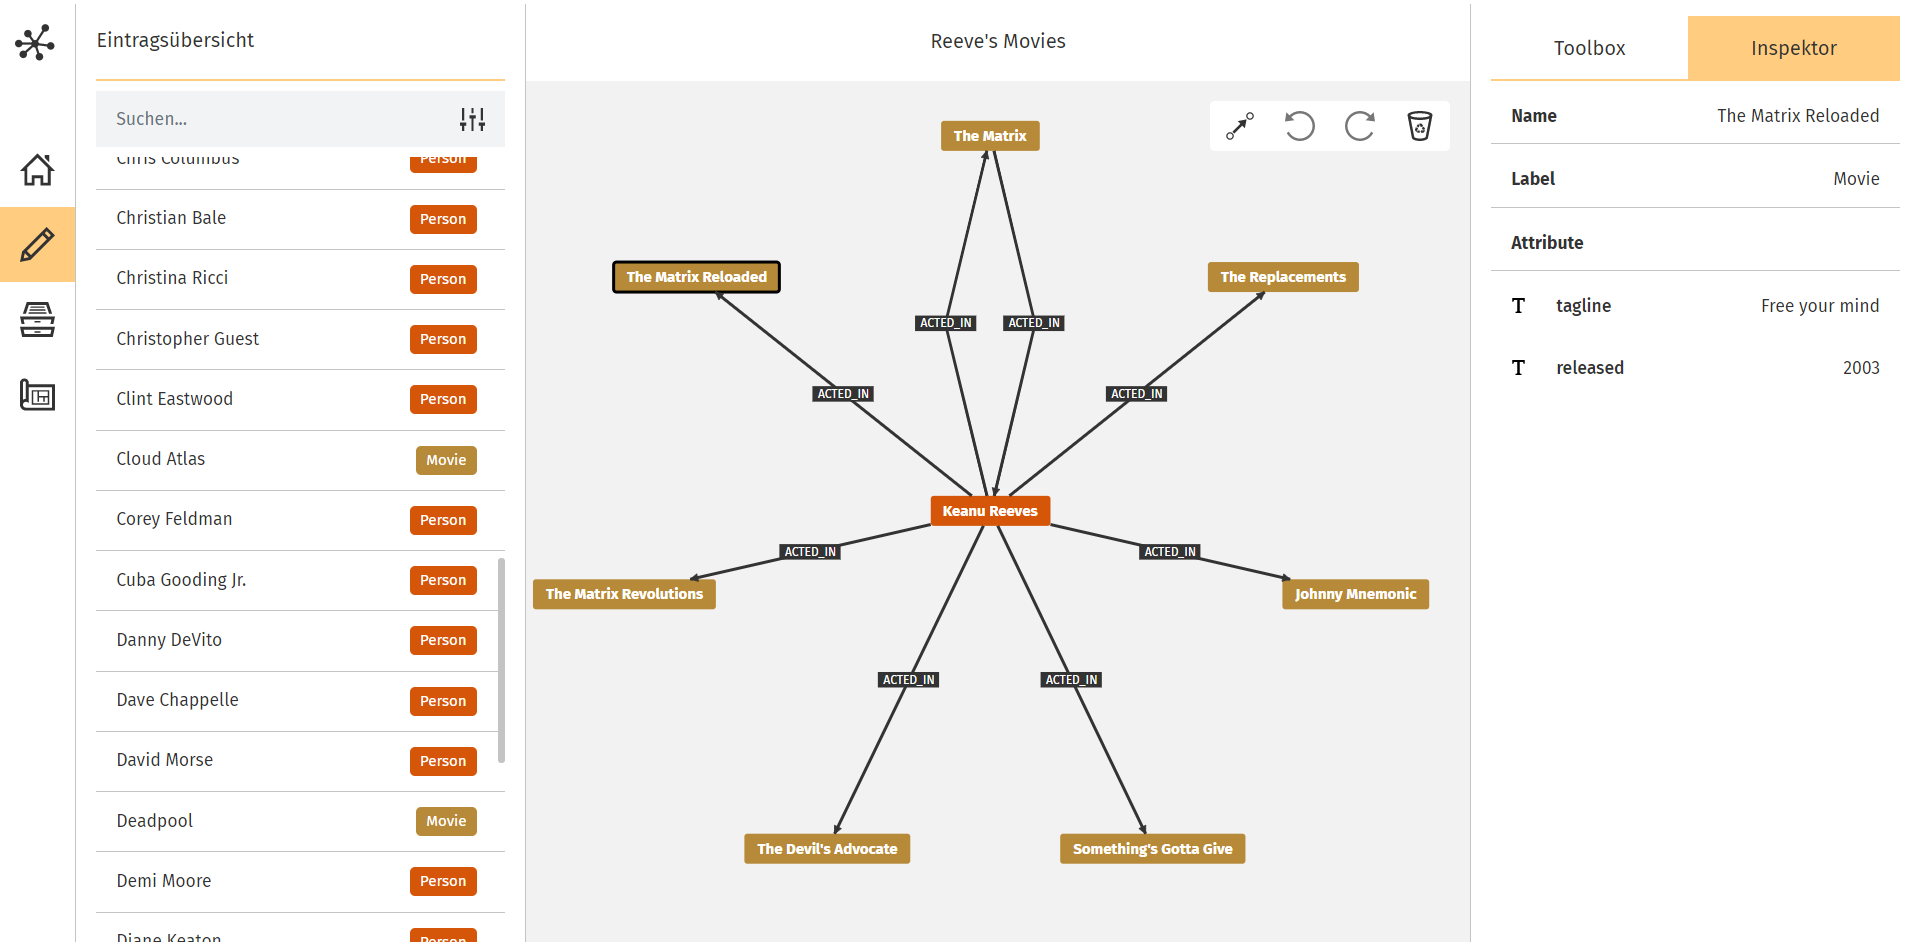 Eintragsübersicht
Suchen...
Chris Columbus
Person
Christian Bale
Person
Christina Ricci
Person
Christopher Guest
Person
Clint Eastwood
Person
Cloud Atlas
Movie
Corey Feldman
Person
Cuba Gooding Jr.
Person
Danny DeVito
Person
Dave Chappelle
Person
David Morse
Person
Deadpool
Movie
Demi Moore
Person
Diane Keaton
Person
Reeve's Movies
The Matrix
The Matrix Reloaded
The Replacements
ACTED_IN
ACTED_IN
ACTED_IN
ACTED_IN
Keanu Reeves
ACTED_IN
ACTED_IN
The Matrix Revolutions
Johnny Mnemonic
ACTED_IN
ACTED_IN
The Devil's Advocate
Something's Gotta Give
Toolbox
Inspektor
Name
The Matrix Reloaded
Label
Movie
Attribute
T tagline
Free your mind
T released
2003